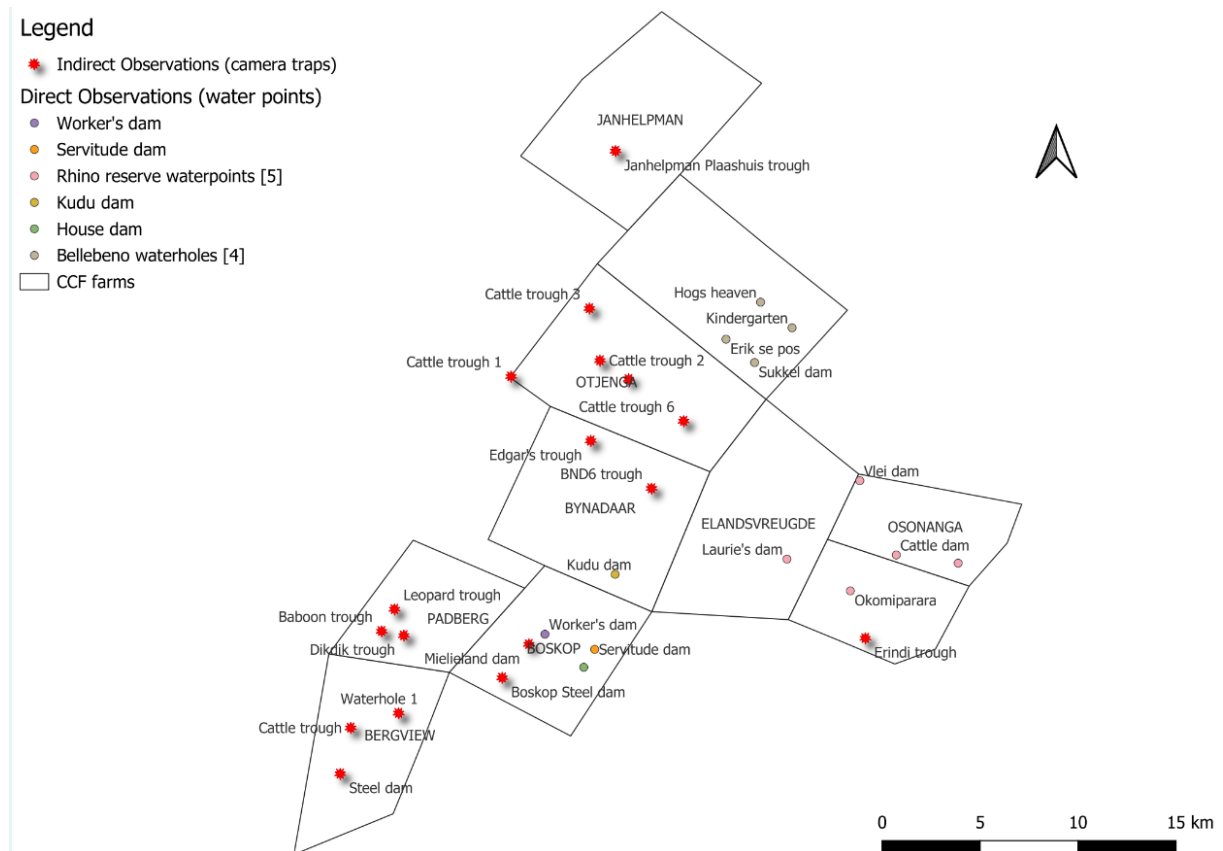 Legend
Indirect Observations (camera traps)
Direct Observations (water points)
Worker's dam
Servitude dam
Rhino reserve waterpoints [5]
Kudu dam
House dam
Bellebeno waterholes [4]
CCF farms
JANHELPMAN
Janhelpman Plaashuis trough
Cattle trough 3
Hogs heaven
Kindergarten
Erik se pos
Cattle trough 1
Cattle trough 2
Sukkel dam
OTJENGA
Cattle trough 6
Edgar's trough
BND6 trough
Vlei dam
BYNADAAR
ELANDSVREUGDE
OSONANGA
Laurie's dam
Cattle dam
Kudu dam
Leopard trough
Okomiparara
Baboon trough
PADBERG
Worker's dam
Dikdik trough
BOSKOP
Servitude dam
Erindi trough
Mielieland dam
Boskop Steel dam
Waterhole 1
Cattle trough
BERGVIEW
Steel dam
0 5 10 15 km